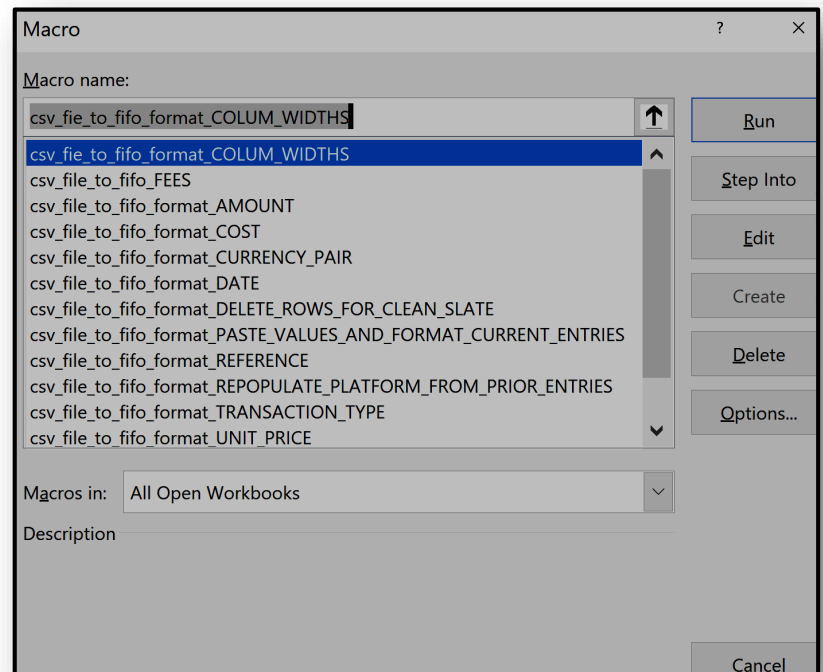 Macro
?
Macro name:
csv_fie_to_fifo_format_COLUM_WIDTHS
Run
csv_fie_to_fifo_format_COLUM_WIDTHS
csv_file_to_fifo_FEES
Step Into
csv_file_to_fifo_format_AMOUNT
csv_file_to_fifo_format_COST
Edit
csv_file_to_fifo_format_CURRENCY_PAIR
csv_file_to_fifo_format_DATE
Create
csv_file_to_fifo_format_DELETE_ROWS_FOR_CLEAN_SLATE
csv_file_to_fifo_format_PASTE_VALUES_AND_FORMAT_CURRENT_ENTRIES
Delete
csv_file_to_fifo_format_REFERENCE
csv_file_to_fifo_format_REPOPULATE_PLATFORM_FROM_PRIOR_ENTRIES
csv_file_to_fifo_format_TRANSACTION_TYPE
Options...
csv_file_to_fifo_format_UNIT_PRICE
Macros in:
All Open Workbooks
Description
Cancel